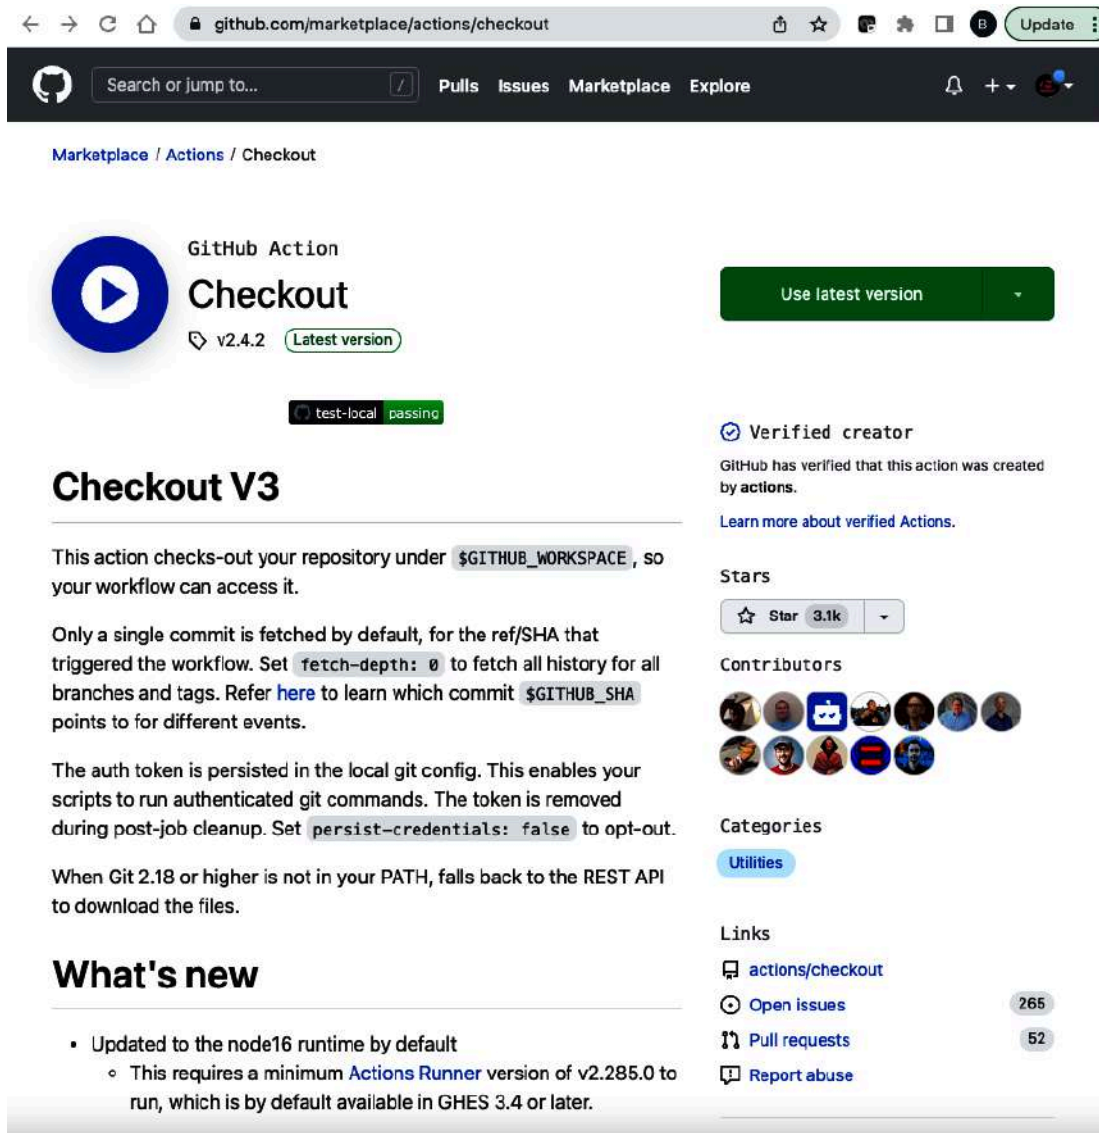 github.com/marketplace/actions/checkout
B
Update
Search or jump to...
/
Pulls Issues Marketplace Explore
Marketplace / Actions / Checkout
GitHub Action
Checkout
v2.4.2 Latest version
Use latest version
test-local passing
Checkout V3
This action checks-out your repository under $GITHUB_WORKSPACE, so
your workflow can access it.
Only a single commit is fetched by default, for the ref/SHA that
triggered the workflow. Set fetch-depth: 0 to fetch all history for all
branches and tags. Refer here to learn which commit $GITHUB_SHA
points to for different events.
The auth token is persisted in the local git config. This enables your
scripts to run authenticated git commands. The token is removed
during post-job cleanup. Set persist-credentials: false to opt-out.
When Git 2.18 or higher is not in your PATH, falls back to the REST API
to download the files.
What's new
• Updated to the node16 runtime by default
◦ This requires a minimum Actions Runner version of v2.285.0 to
run, which is by default available in GHES 3.4 or later.
Verified creator
GitHub has verified that this action was created
by actions.
Learn more about verified Actions.
Stars
Star 3.1k
Contributors
Categories
Utilities
Links
actions/checkout
Open issues 265
Pull requests 52
Report abuse